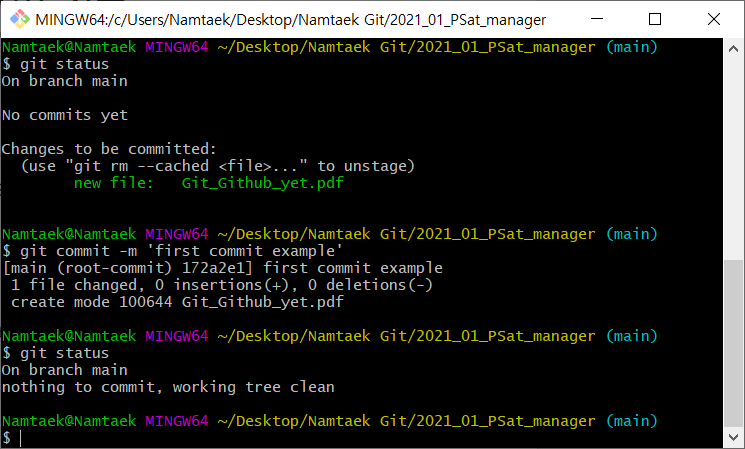 MINGW64:/c/Users/Namtaek/Desktop/Namtaek Git/2021_01_PSat_manager
Namtaek@Namtaek MINGW64 ~/Desktop/Namtaek Git/2021_01_PSat_manager (main)
$ git status
On branch main
No commits yet
Changes to be committed:
(use "git rm --cached <file>..." to unstage)
new file:   Git_Github_yet.pdf
Namtaek@Namtaek MINGW64 ~/Desktop/Namtaek Git/2021_01_PSat_manager (main)
$ git commit -m 'first commit example'
[main (root-commit) 172a2e1] first commit example
1 file changed, 0 insertions(+), 0 deletions(-)
create mode 100644 Git_Github_yet.pdf
Namtaek@Namtaek MINGW64 ~/Desktop/Namtaek Git/2021_01_PSat_manager (main)
$ git status
On branch main
nothing to commit, working tree clean
Namtaek@Namtaek MINGW64 ~/Desktop/Namtaek Git/2021_01_PSat_manager (main)
$